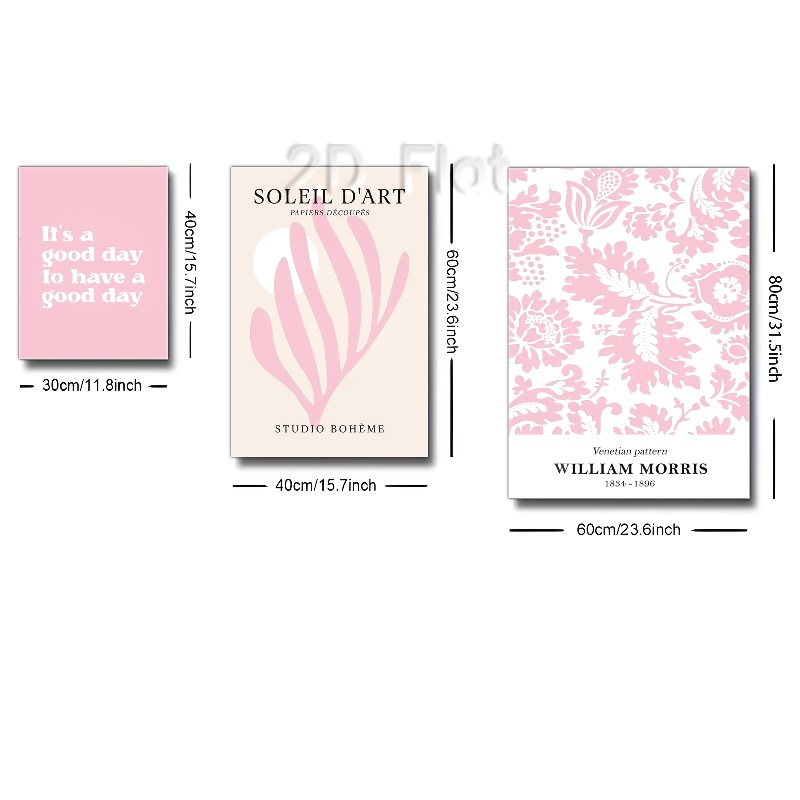 2D Flat
It's a
good day
to have a
good day
40cm/15.7inch
30cm/11.8inch
SOLEIL D'ART
PAPIERS DÉCOUPÉS
STUDIO BOHÈME
60cm/23.6inch
40cm/15.7inch
Venetian pattern
WILLIAM MORRIS
1834-1896
80cm/31.5inch
60cm/23.6inch